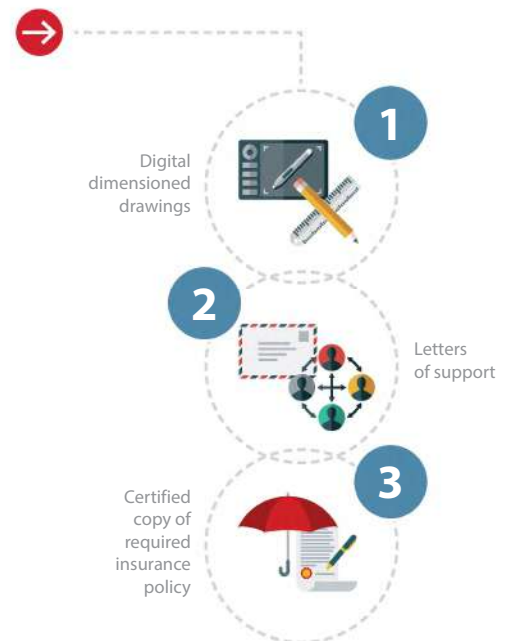 1
Digital
dimensioned
drawings
2
Letters
of support
3
Certified
copy of
required
insurance
policy